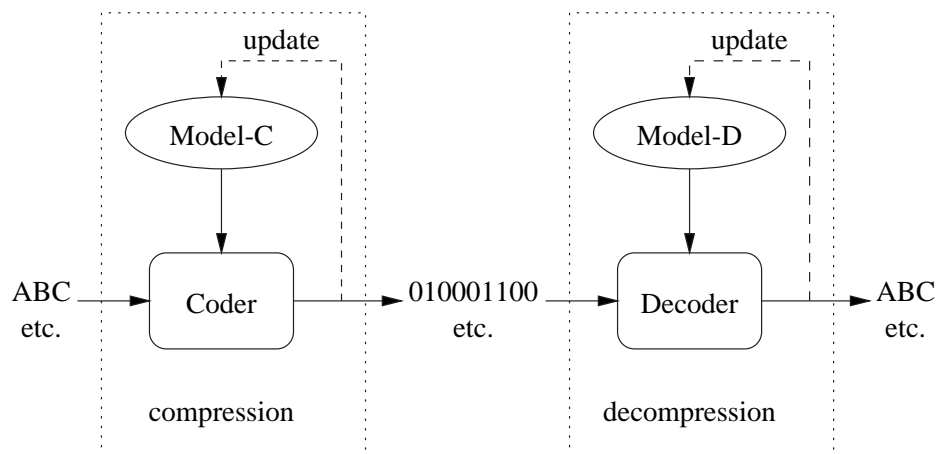 update
update
Model-C
Model-D
ABC
etc.
Coder
010001100
etc.
Decoder
ABC
etc.
compression
decompression